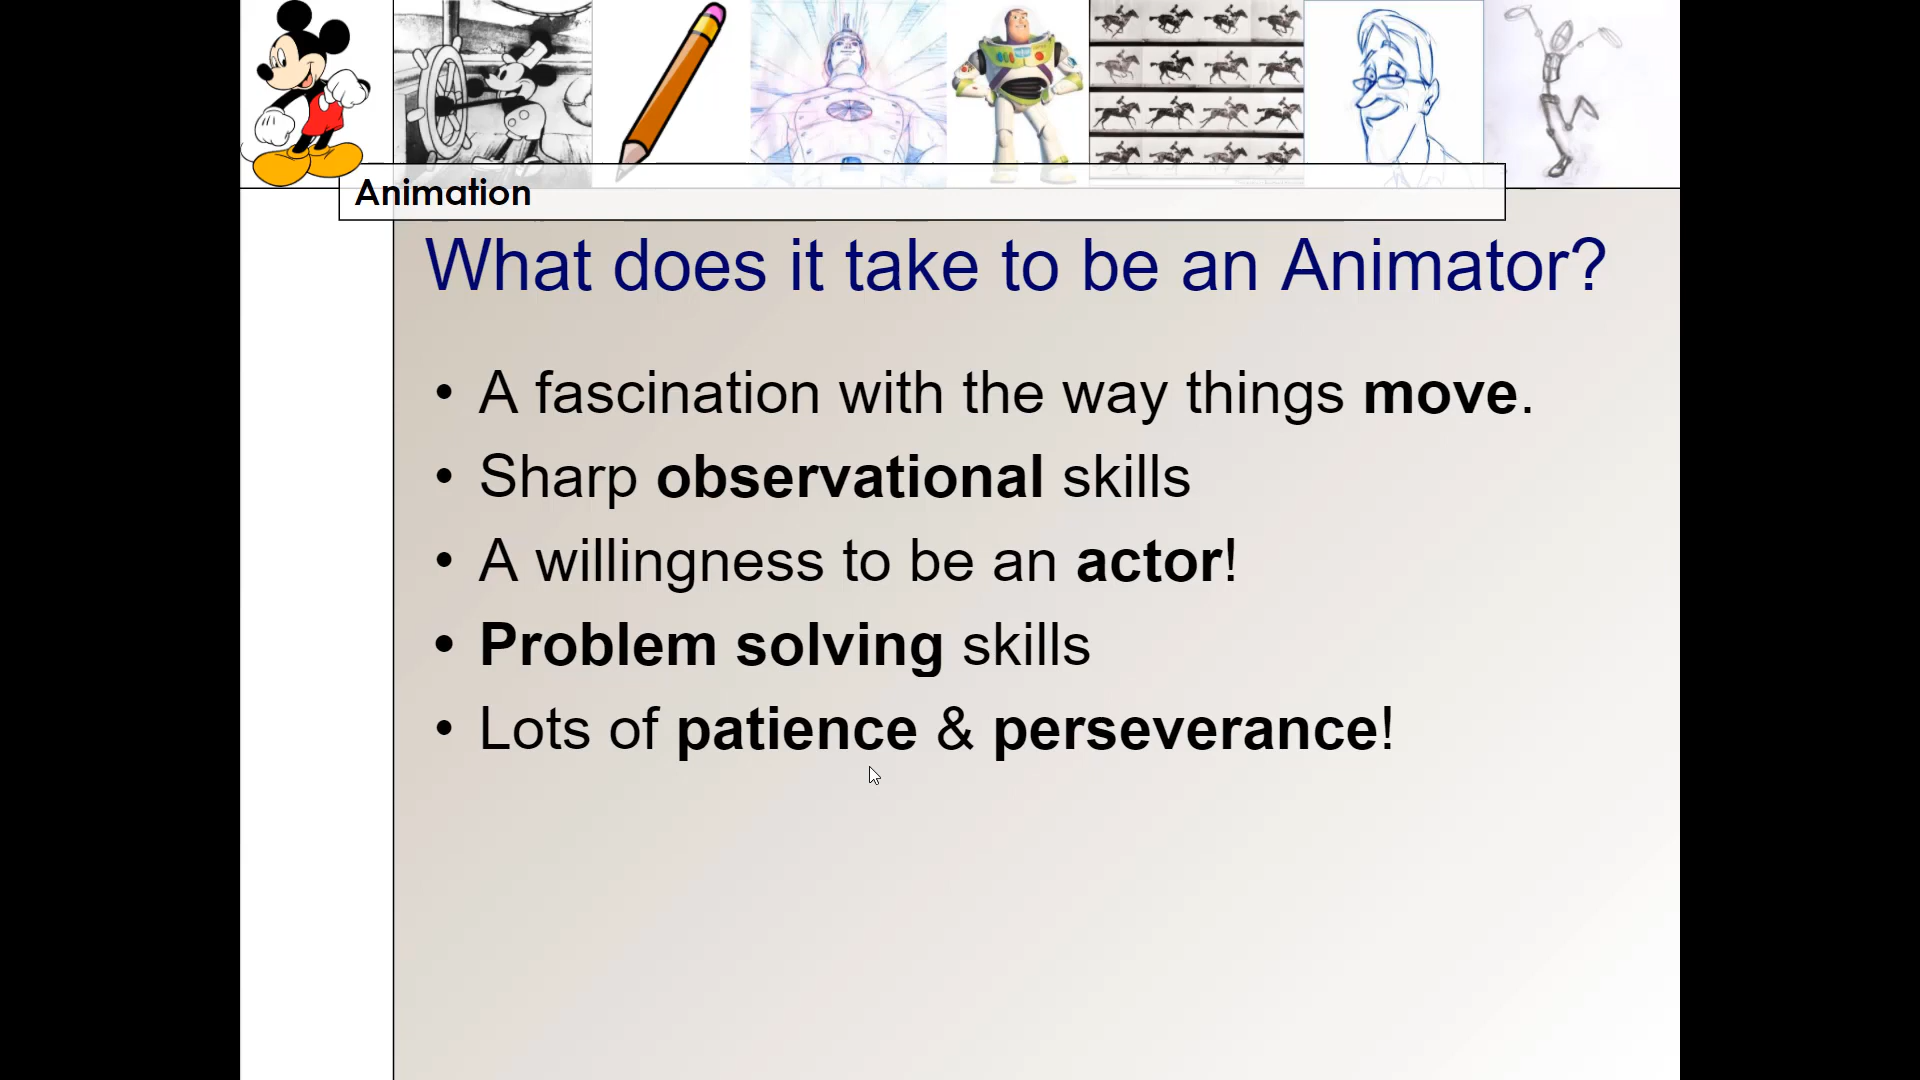 Animation
What does it take to be an Animator?
• A fascination with the way things move.
• Sharp observational skills
• A willingness to be an actor!
• Problem solving skills
• Lots of patience & perseverance!